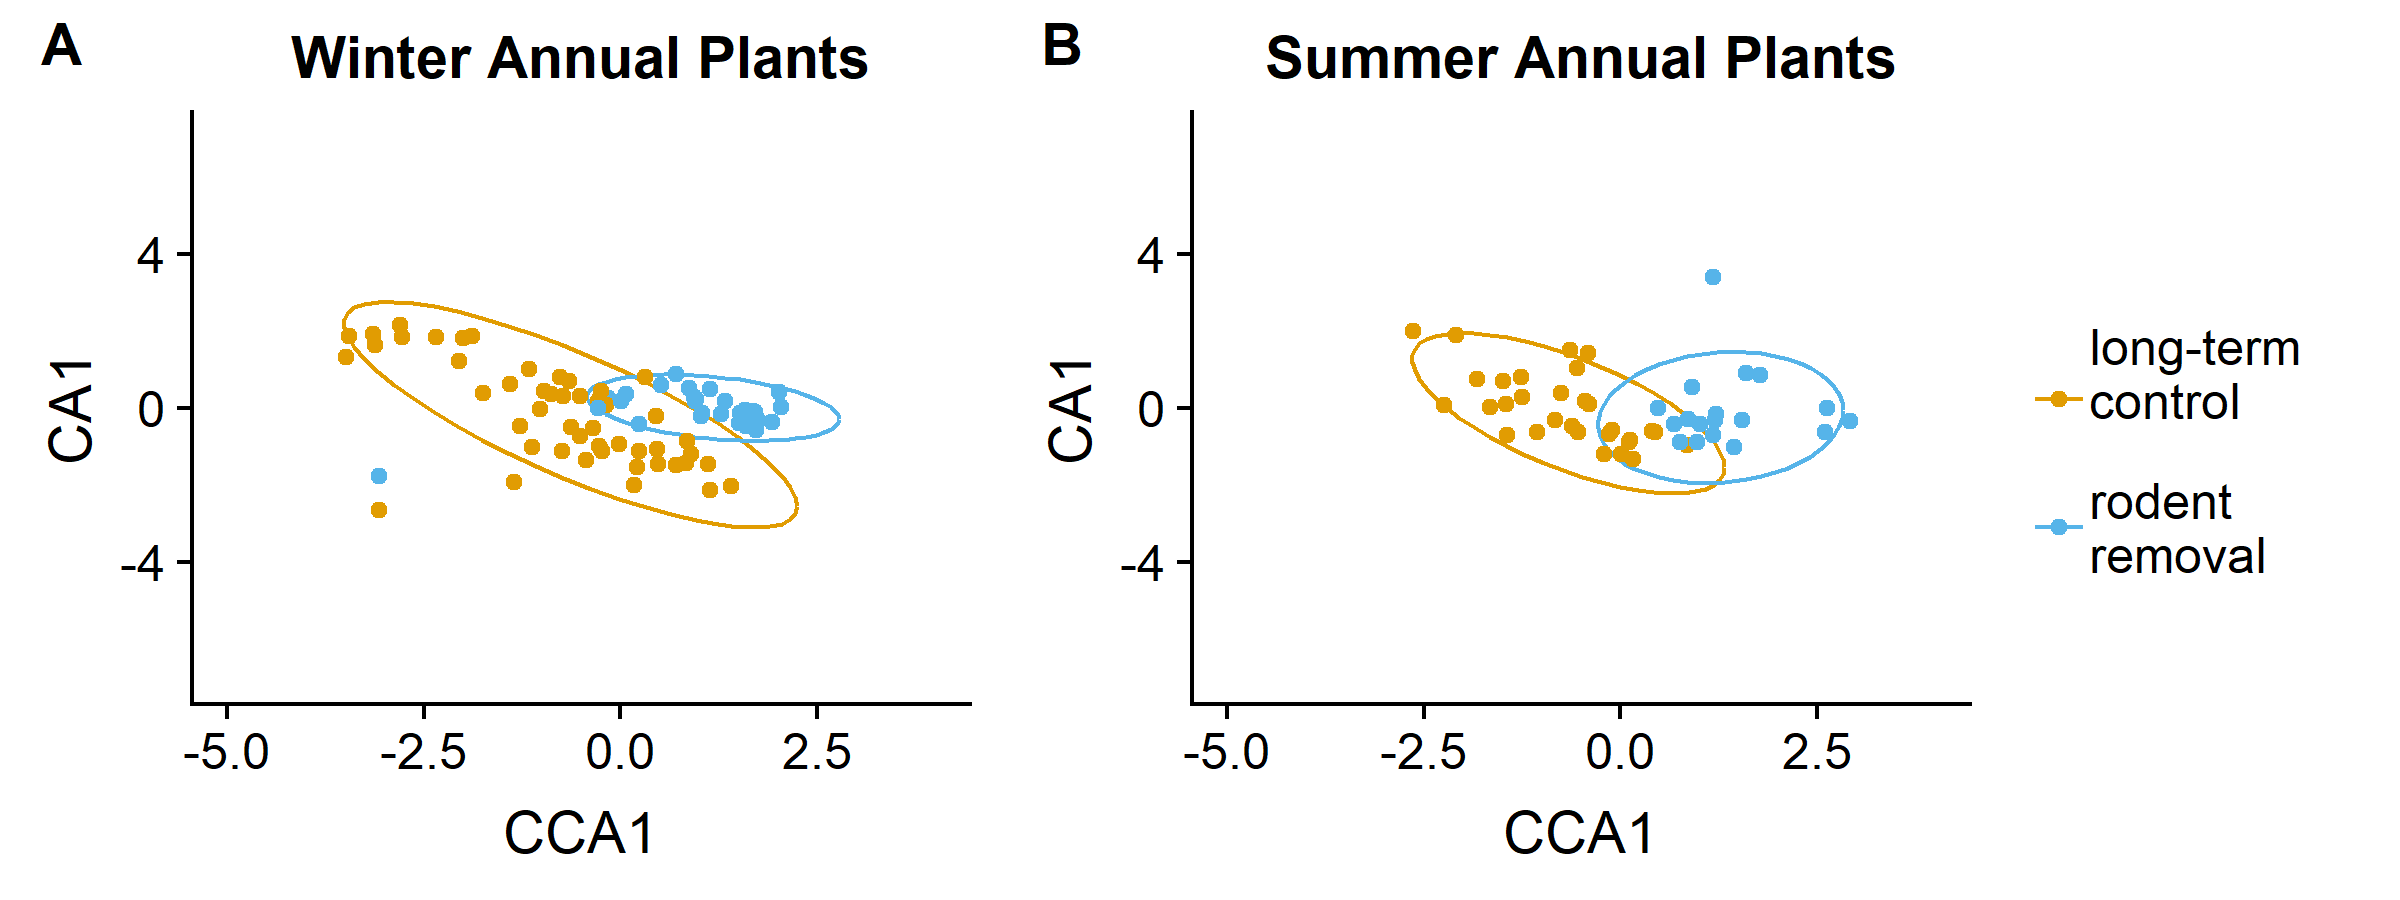 A
Winter Annual Plants
4
0
-4
CA1
-5.0 -2.5 0.0 2.5
CCA1
B
Summer Annual Plants
4
0
-4
CA1
-5.0 -2.5 0.0 2.5
CCA1
long-term
control
rodent
removal